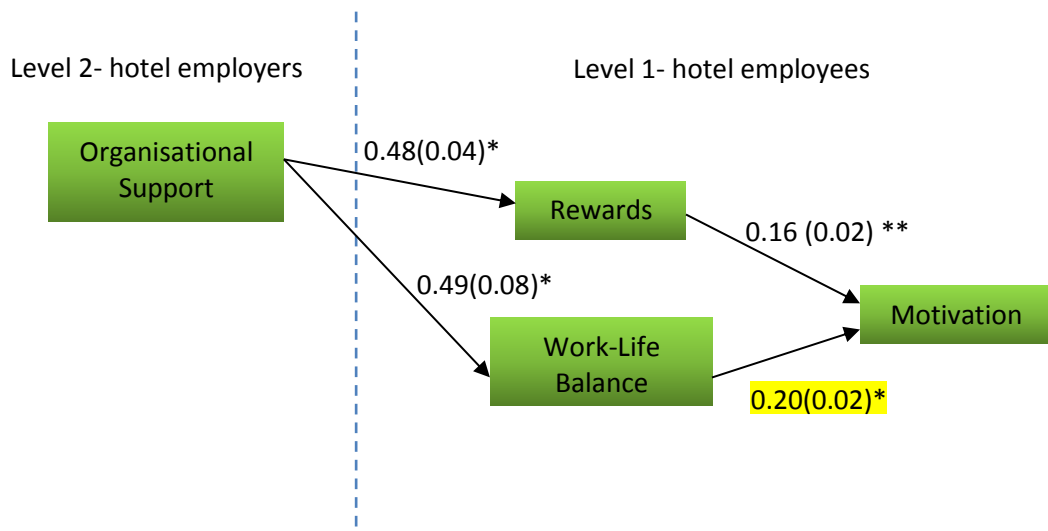 Level 2- hotel employers
Level 1- hotel employees
Organisational
Support
0.48(0.04)*
Rewards
0.16 (0.02) **
0.49(0.08)*
Motivation
Work-Life
Balance
0.20(0.02)*